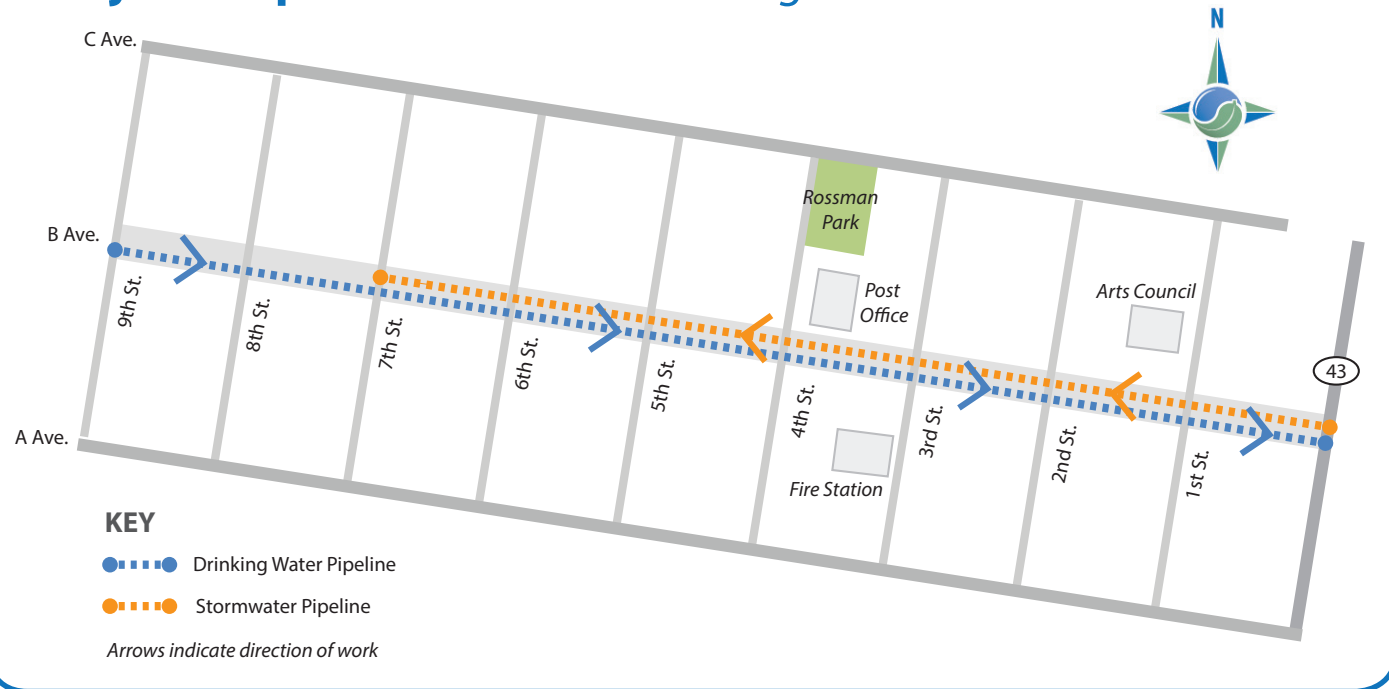 N
C Ave.
Rossman
Park
B Ave.
Post
Office
Arts Council
9th St.
8th St.
7th St.
6th St.
5th St.
4th St.
3rd St.
2nd St.
1st St.
43
A Ave.
Fire Station
KEY
Drinking Water Pipeline
Stormwater Pipeline
Arrows indicate direction of work